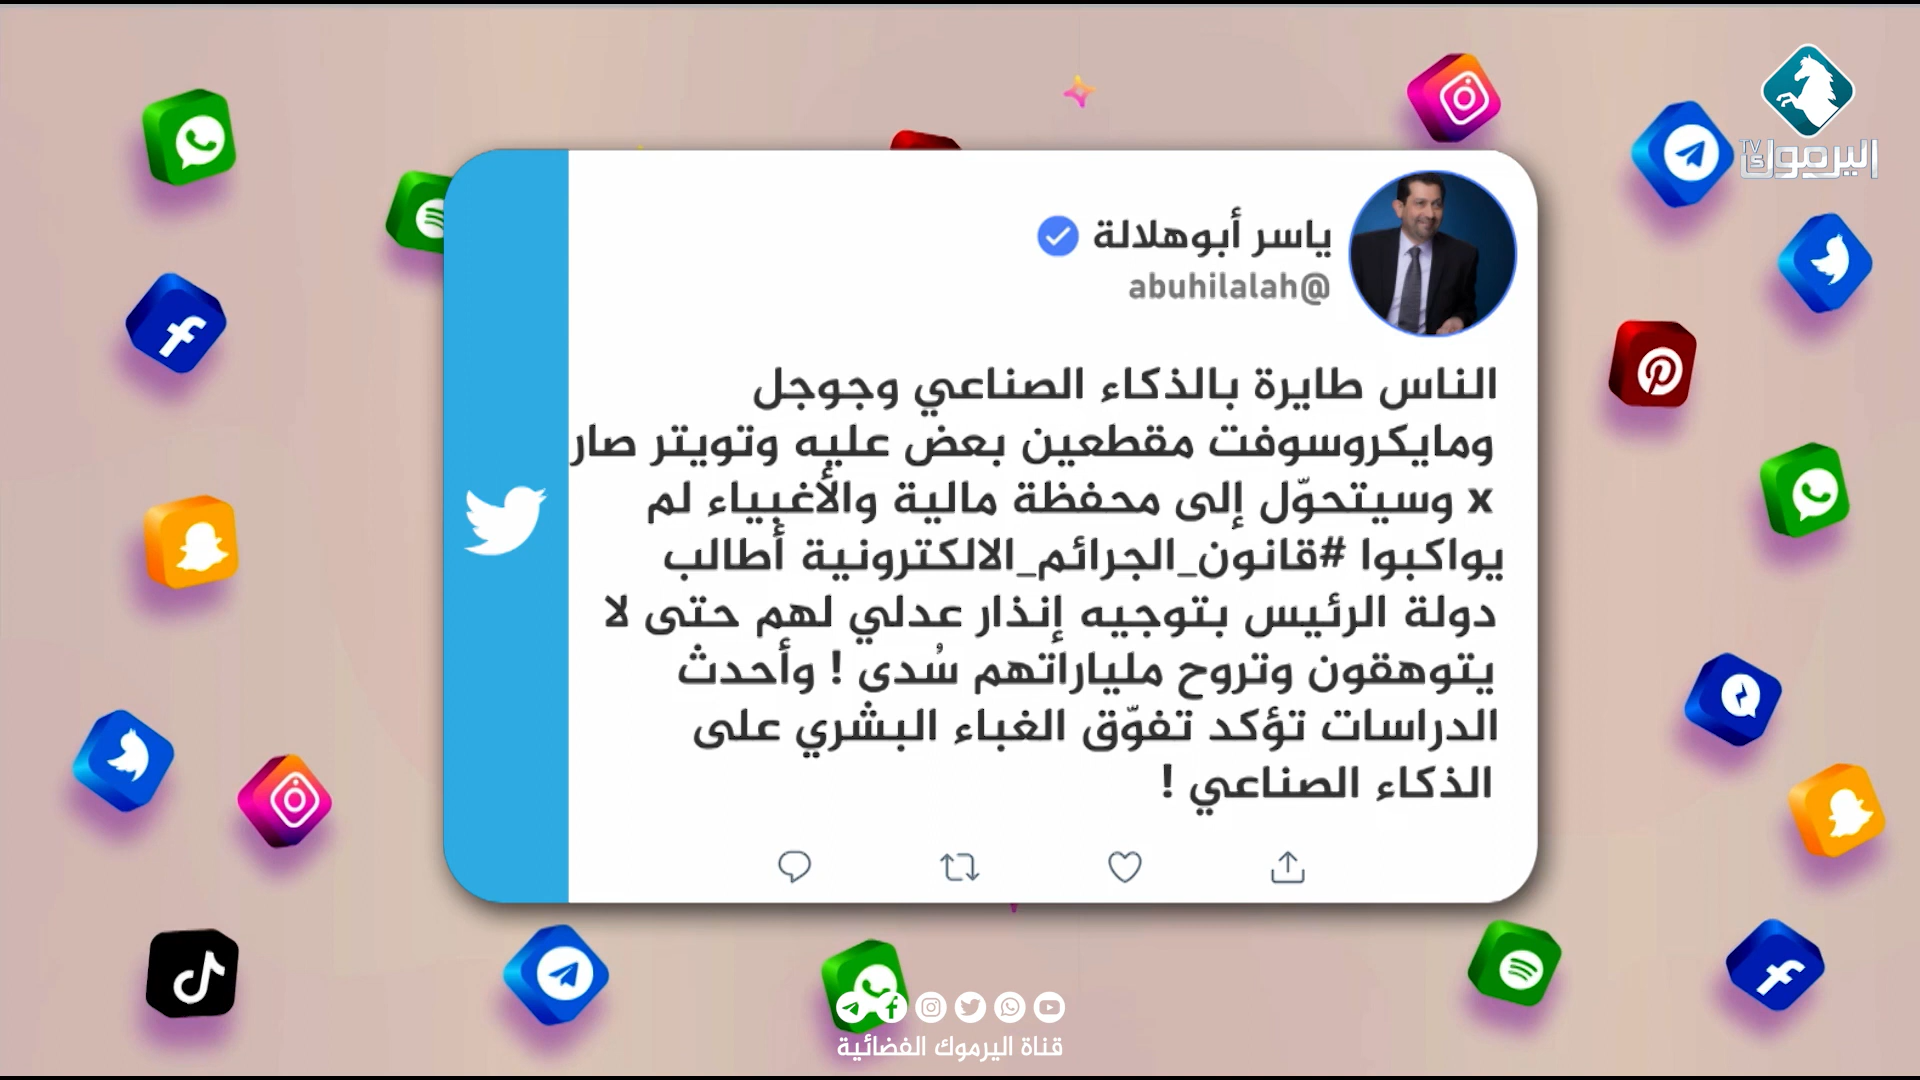 اليرموك
TV
ياسر أبوهلالة
@abuhilalah
الناس طايرة بالذكاء الصناعي وجوجل
ومايكروسوفت مقطعين بعض عليه وتويتر صار
x وسيتحوّل إلى محفظة مالية والأغبياء لم
يواكبوا #قانون_الجرائم_الالكترونية أطالب
دولة الرئيس بتوجيه إنذار عدلي لهم حتى لا
يتوهقون وتروح ملياراتهم سُدى ! وأحدث
الدراسات تؤكد تفوّق الغباء البشري على
الذكاء الصناعي !
قناة اليرموك الفضائية